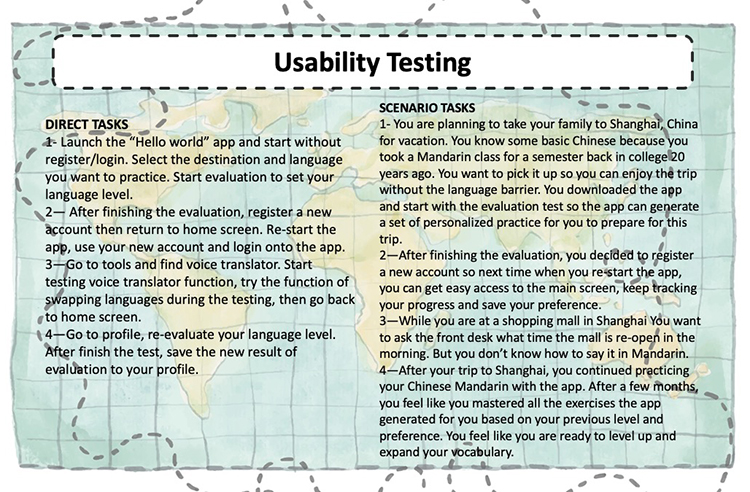 Usability Testing
DIRECT TASKS
1- Launch the “Hello world” app and start without
register/login. Select the destination and language
you want to practice. Start evaluation to set your
language level.
2— After finishing the evaluation, register a new
account then return to home screen. Re-start the
app, use your new account and login onto the app.
3—Go to tools and find voice translator. Start
testing voice translator function, try the function of
swapping languages during the testing, then go back
to home screen.
4—Go to profile, re-evaluate your language level.
After finish the test, save the new result of
evaluation to your profile.
SCENARIO TASKS
1- You are planning to take your family to Shanghai, China
for vacation. You know some basic Chinese because you
took a Mandarin class for a semester back in college 20
years ago. You want to pick it up so you can enjoy the trip
without the language barrier. You downloaded the app
and start with the evaluation test so the app can generate
a set of personalized practice for you to prepare for this
trip.
2—After finishing the evaluation, you decided to register
a new account so next time when you re-start the app,
you can get easy access to the main screen, keep tracking
your progress and save your preference.
3—While you are at a shopping mall in Shanghai You want
to ask the front desk what time the mall is re-open in the
morning. But you don’t know how to say it in Mandarin.
4—After your trip to Shanghai, you continued practicing
your Chinese Mandarin with the app. After a few months,
you feel like you mastered all the exercises the app
generated for you based on your previous level and
preference. You feel like you are ready to level up and
expand your vocabulary.